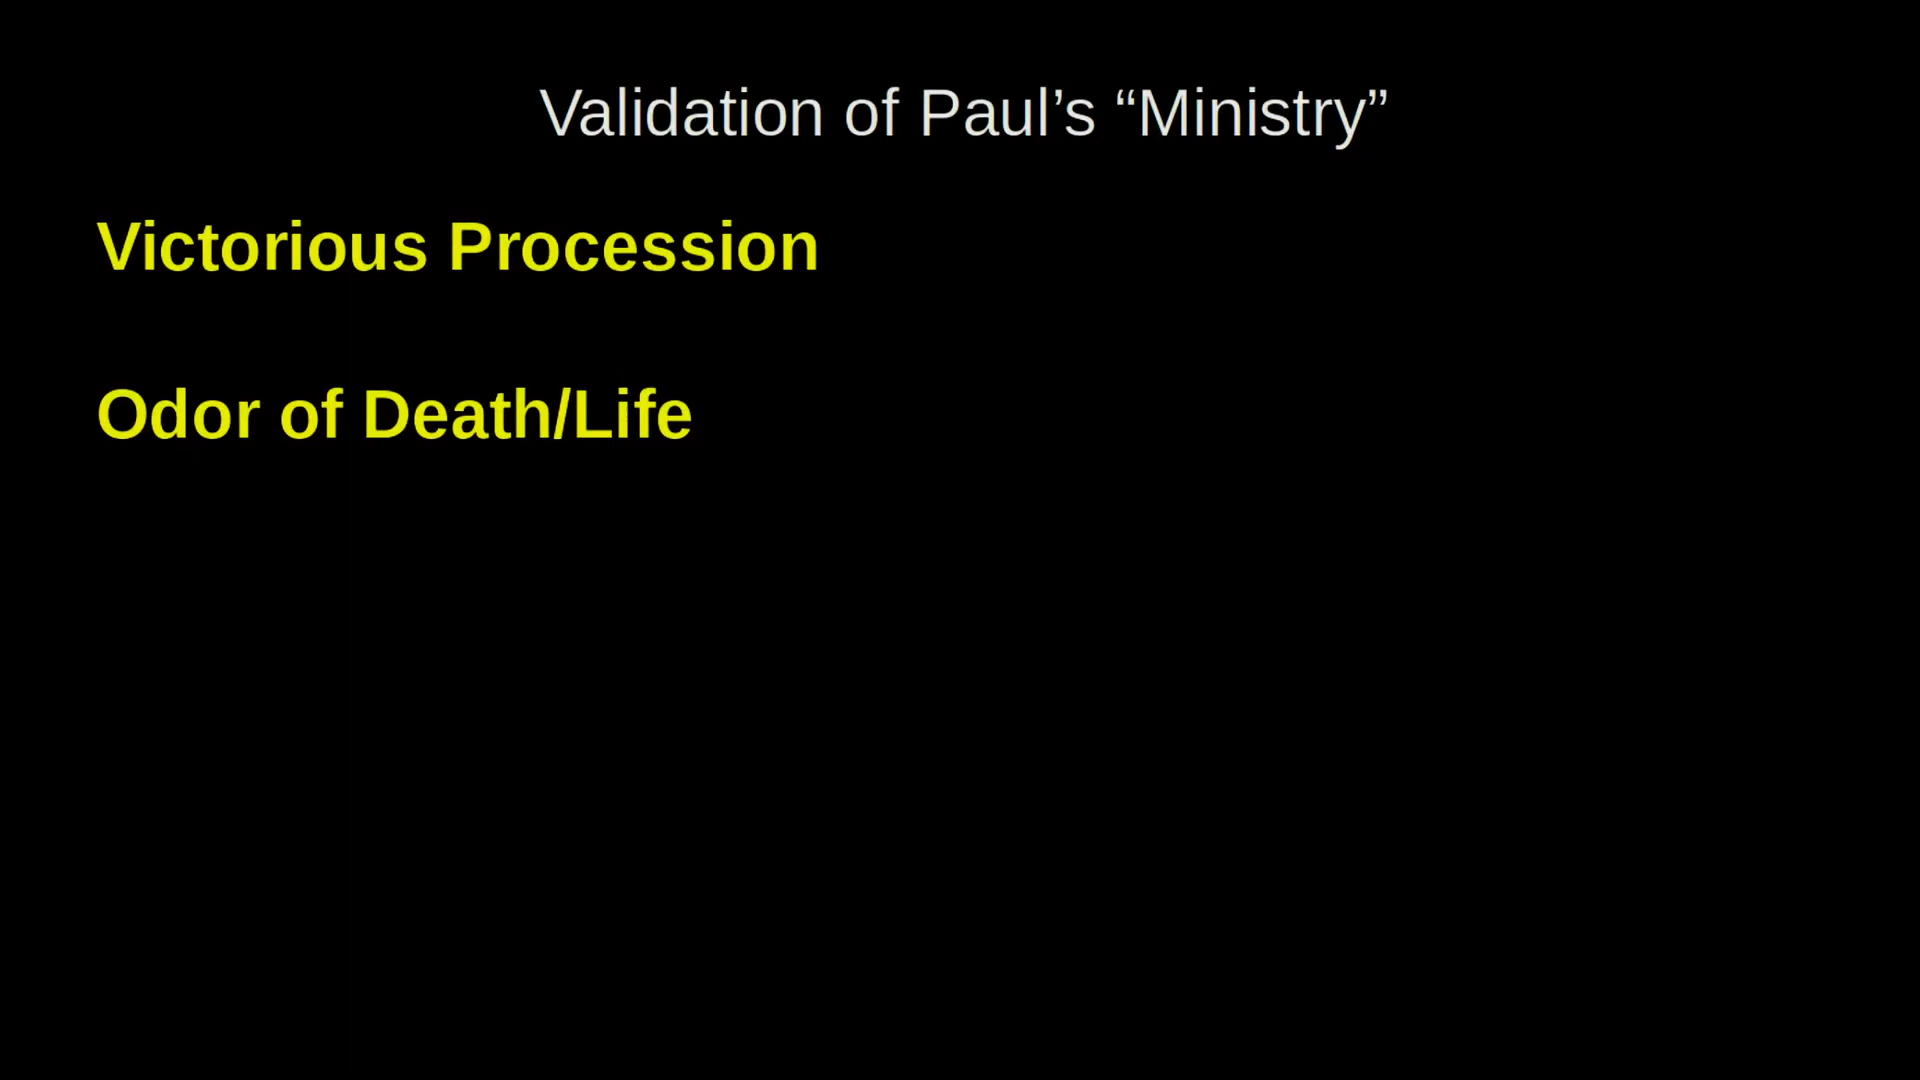 Validation of Paul’s “Ministry”
Victorious Procession
Odor of Death/Life